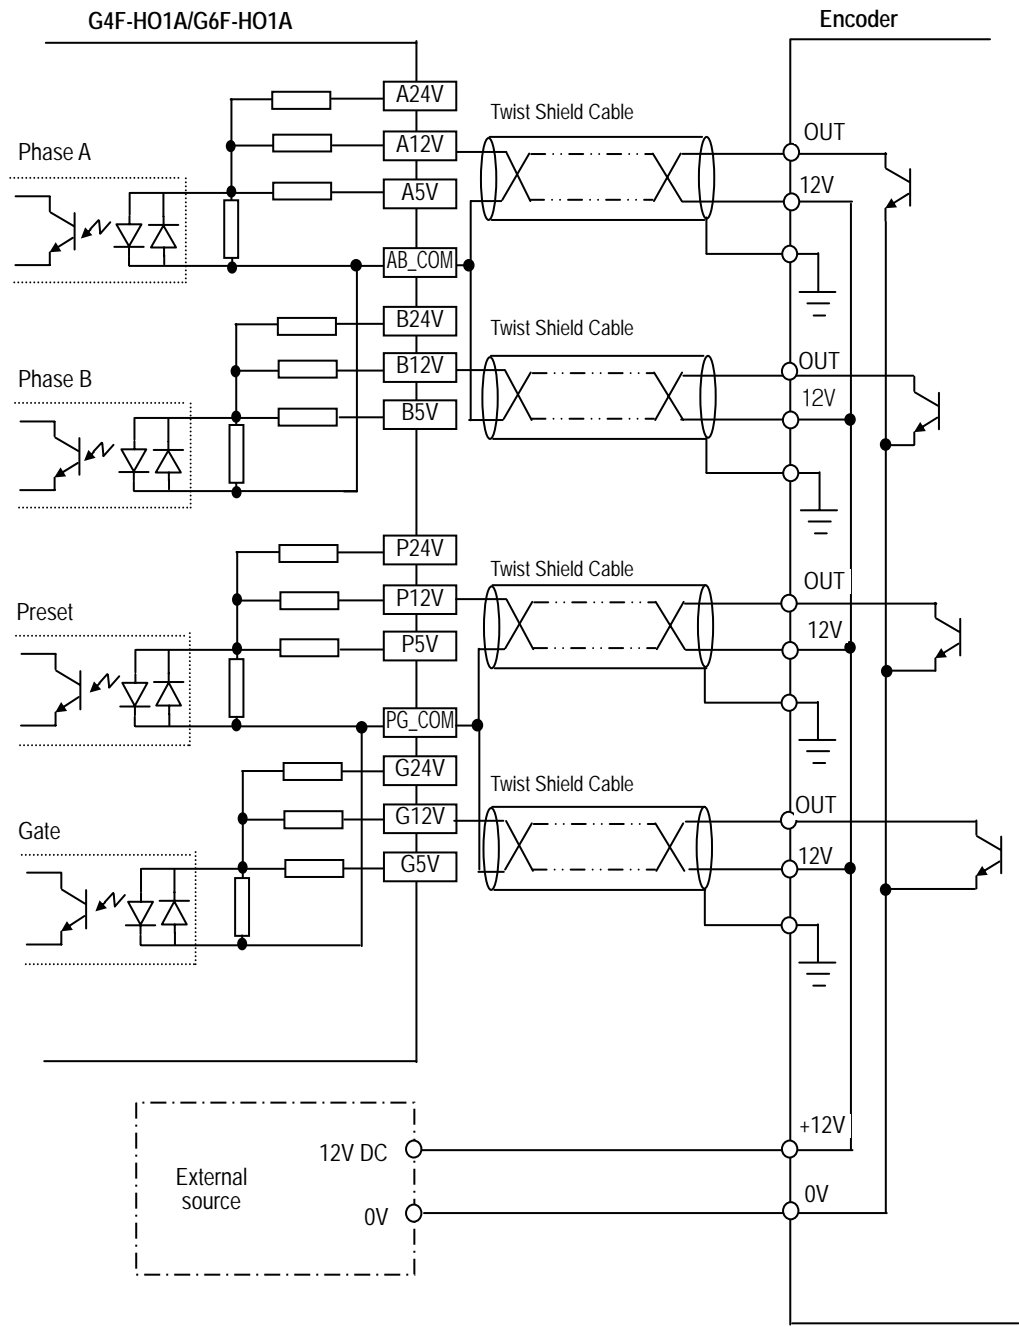 G4F-HO1A/G6F-HO1A
Encoder
A24V
Twist Shield Cable
OUT
A12V
Phase A
12V
A5V
AB_COM
B24V
Twist Shield Cable
OUT
B12V
Phase B
12V
B5V
P24V
Twist Shield Cable
OUT
P12V
Preset
12V
P5V
PG_COM
G24V
Twist Shield Cable
OUT
G12V
Gate
12V
G5V
+12V
12V DC
External
source
0V
0V